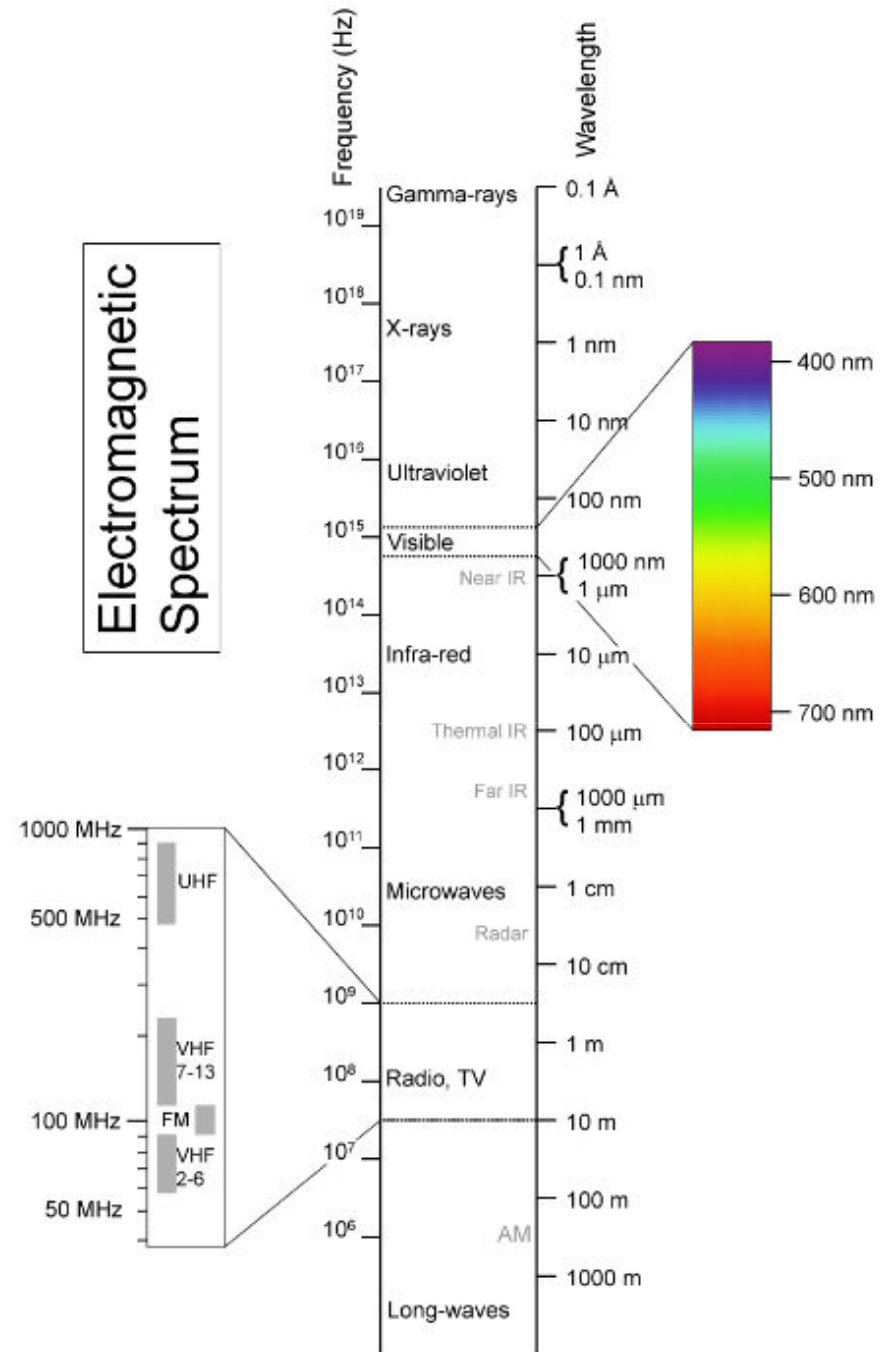 Electromagnetic
Spectrum
Frequency (Hz)
Wavelength
10¹⁹
10¹⁸
10¹⁷
10¹⁶
10¹⁵
10¹⁴
10¹³
10¹²
10¹¹
10¹⁰
10⁹
10⁸
10⁷
10⁶
Gamma-rays
X-rays
Ultraviolet
Visible
Near IR
Infra-red
Thermal IR
Far IR
Microwaves
Radar
Radio, TV
AM
Long-waves
0.1 Å
1 Å
0.1 nm
1 nm
10 nm
100 nm
1000 nm
1 μm
10 μm
100 μm
1000 μm
1 mm
1 cm
10 cm
1 m
10 m
100 m
1000 m
400 nm
500 nm
600 nm
700 nm
1000 MHz
500 MHz
100 MHz
50 MHz
UHF
VHF
7-13
FM
VHF
2-6